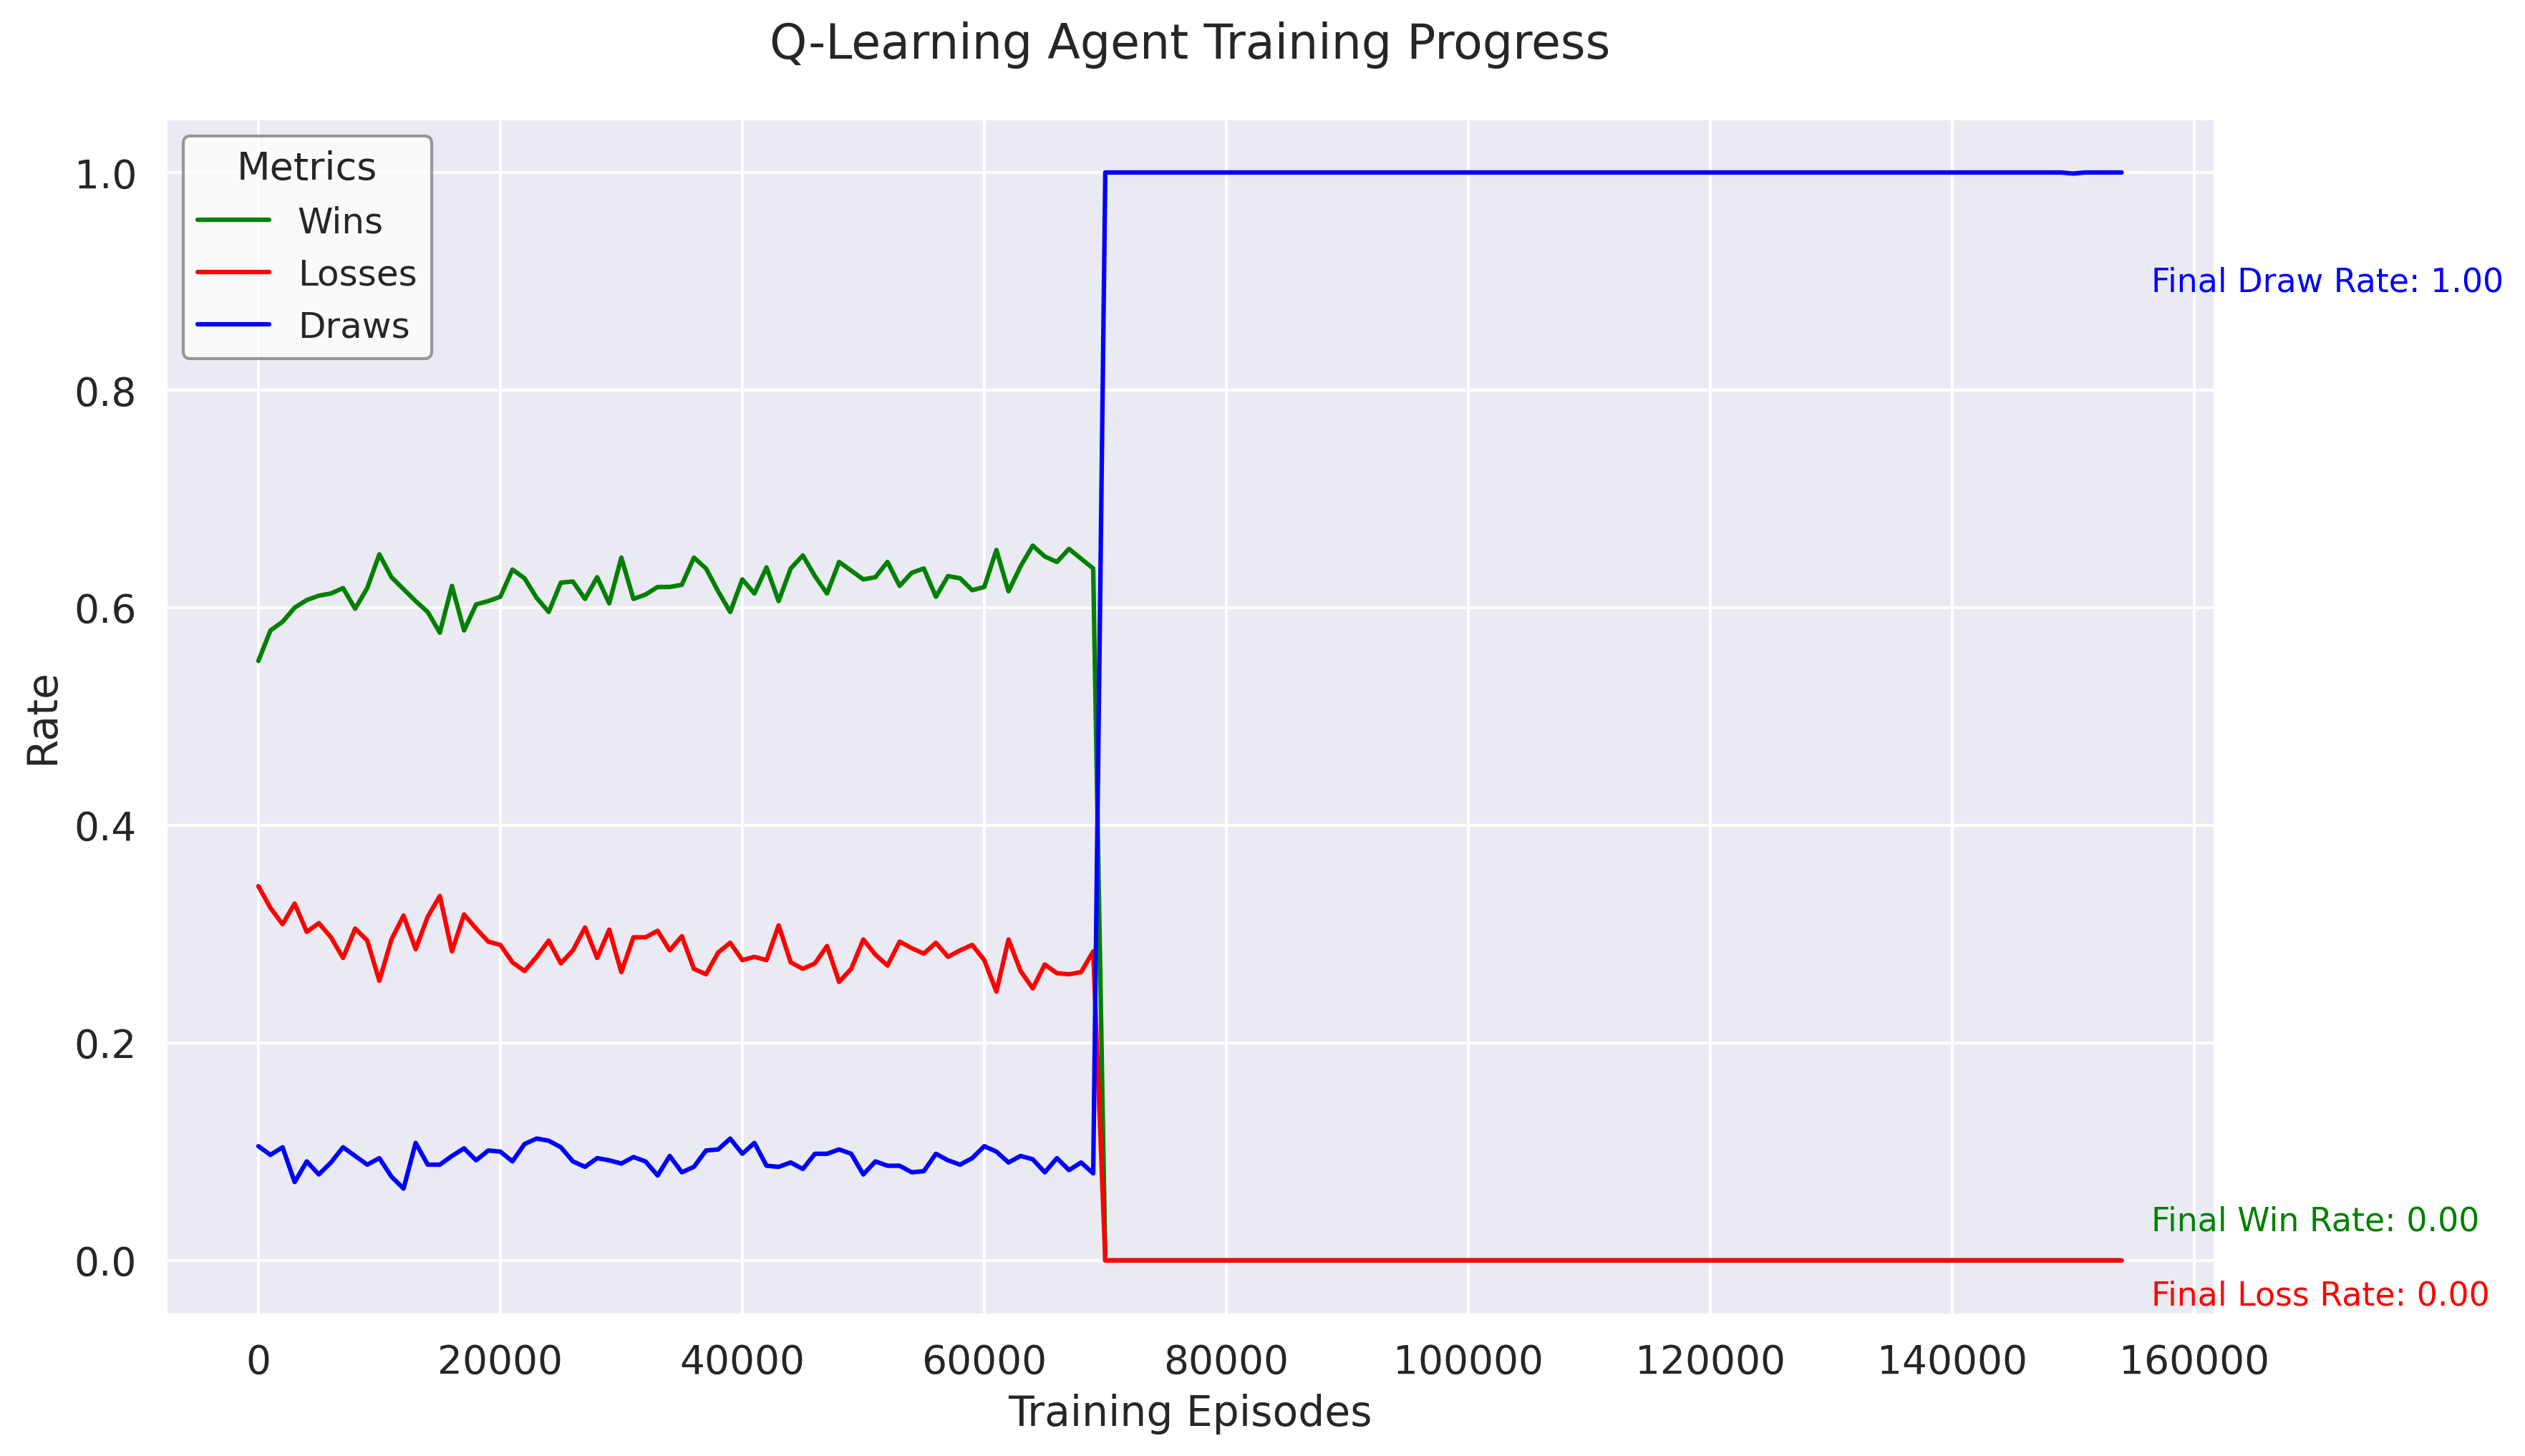 Q-Learning Agent Training Progress
Metrics
Wins
Losses
Draws
1.0
0.8
0.6
0.4
0.2
0.0
Rate
Final Draw Rate: 1.00
Final Win Rate: 0.00
Final Loss Rate: 0.00
0 20000 40000 60000 80000 100000 120000 140000 160000
Training Episodes